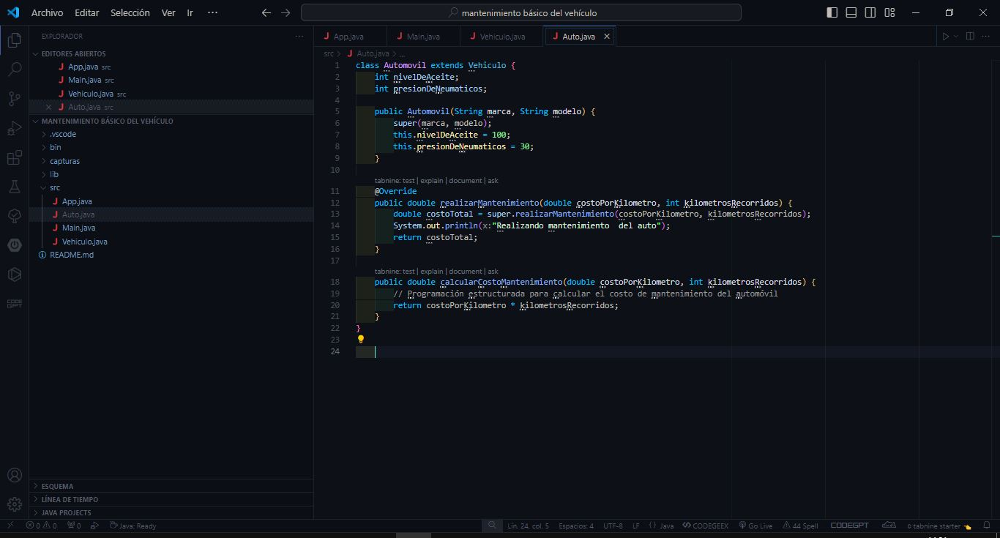 Archivo Editar Selección Ver Ir ··· mantenimiento básico del vehículo
EXPLORADOR ···
EDITORES ABIERTOS
J App.java src
J Main.java src
J Vehiculo.java src
J Auto.java src
MANTENIMIENTO BÁSICO DEL VEHÍCULO
.vscode
bin
capturas
lib
src
J App.java
J Auto.java
J Main.java
J Vehiculo.java
README.md
ESQUEMA
LÍNEA DE TIEMPO
JAVA PROJECTS
CODE GPT
J App.java J Main.java J Vehiculo.java J Auto.java
src > J Auto.java > ...
1 class Automovil extends Vehiculo {
2 int nivelDeAceite;
3 int presionDeNeumaticos;
4
5 public Automovil(String marca, String modelo) {
6 super(marca, modelo);
7 this.nivelDeAceite = 100;
8 this.presionDeNeumaticos = 30;
9 }
10
tabnine: test | explain | document | ask
11 @Override
12 public double realizarMantenimiento(double costoPorKilometro, int kilometrosRecorridos) {
13 double costoTotal = super.realizarMantenimiento(costoPorKilometro, kilometrosRecorridos);
14 System.out.println(x:"Realizando mantenimiento  del auto");
15 return costoTotal;
16 }
17
tabnine: test | explain | document | ask
18 public double calcularCostoMantenimiento(double costoPorKilometro, int kilometrosRecorridos) {
19 // Programación estructurada para calcular el costo de mantenimiento del automóvil
20 return costoPorKilometro * kilometrosRecorridos;
21 }
22 }
23
24
0 0 0 Java: Ready Lín. 24, col. 5 Espacios: 4 UTF-8 LF { } Java CODEGEEX Go Live 44 Spell CODEGPT tabnine starter